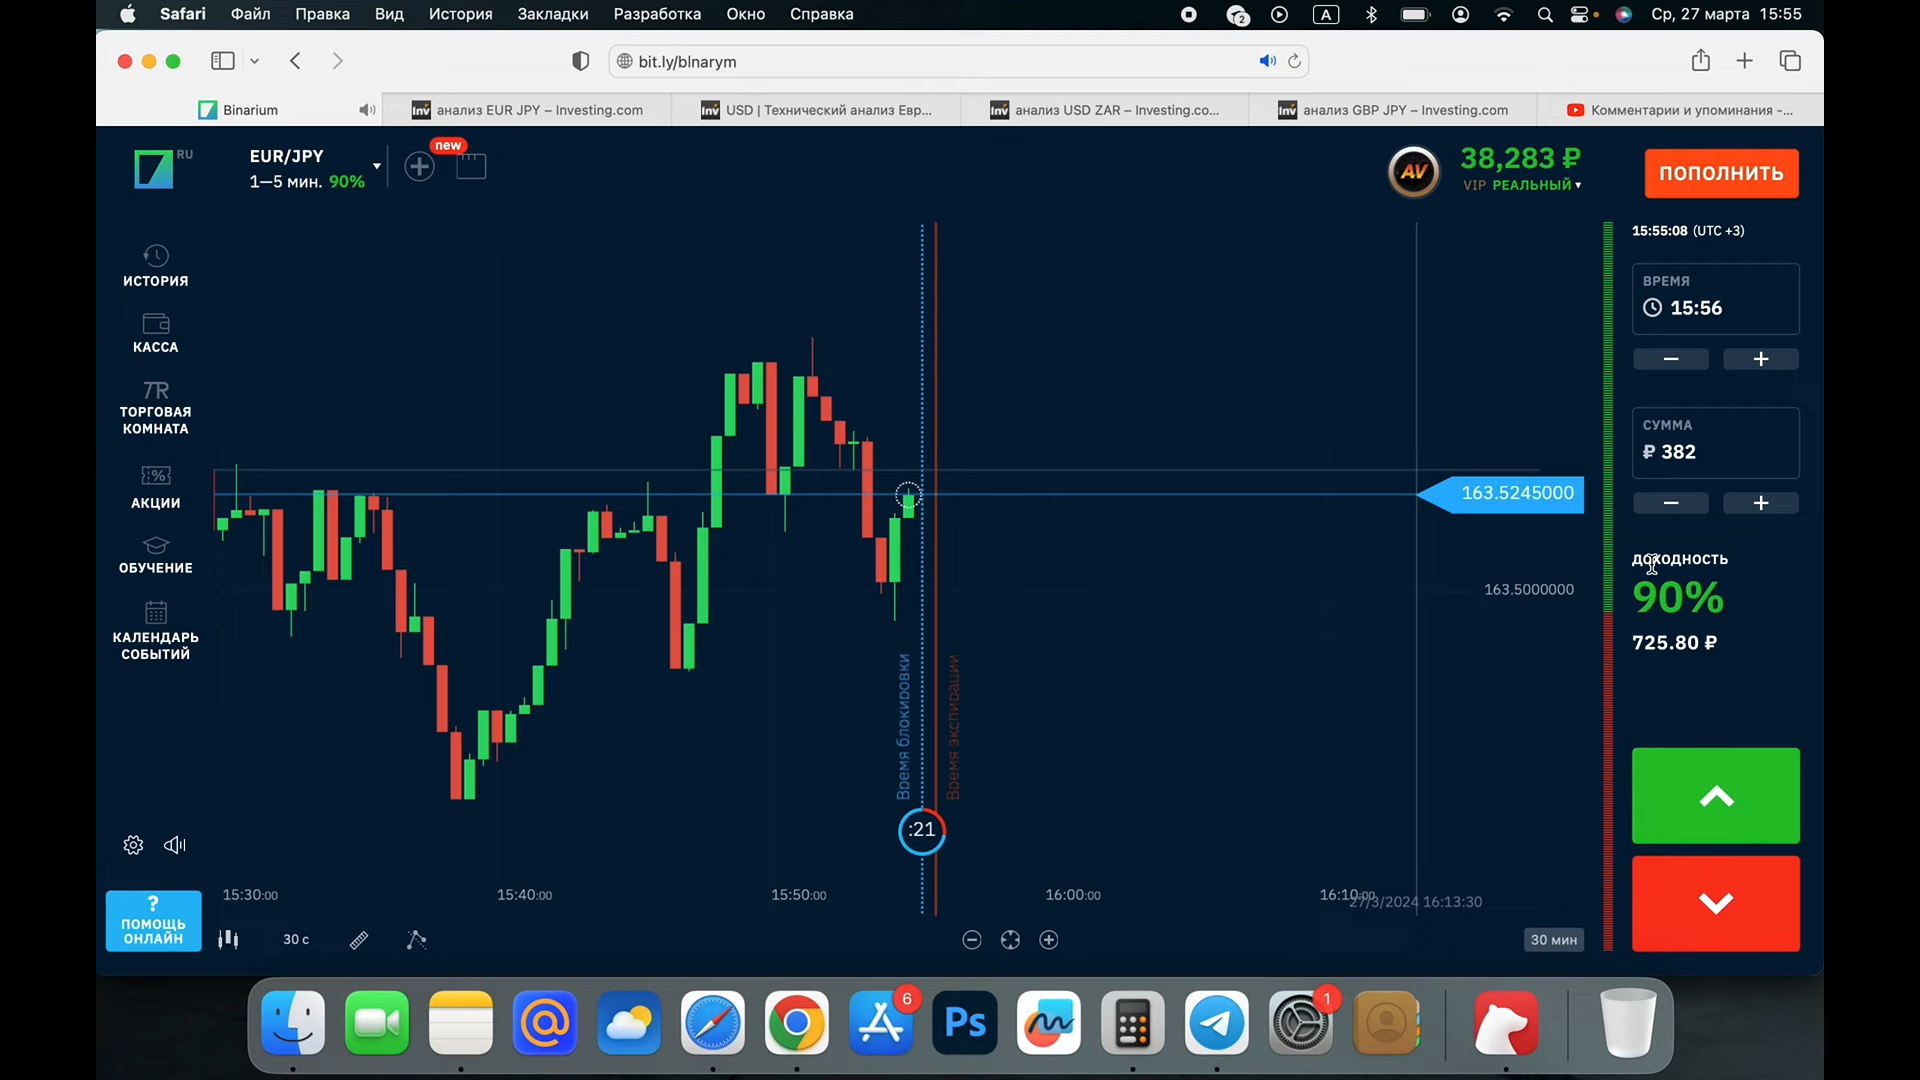 Safari Файл Правка Вид История Закладки Разработка Окно Справка 2 A Ср, 27 марта 15:55
bit.ly/blnarym
Binarium
Inv анализ EUR JPY – Investing.com
Inv USD | Технический анализ Евр...
Inv анализ USD ZAR – Investing.co...
Inv анализ GBP JPY – Investing.com
Комментарии и упоминания -...
RU
EUR/JPY
1—5 мин. 90%
new
AV
38,283 ₽
VIP РЕАЛЬНЫЙ
ПОПОЛНИТЬ
ИСТОРИЯ
КАССА
TR
ТОРГОВАЯ
КОМНАТА
%
АКЦИИ
ОБУЧЕНИЕ
КАЛЕНДАРЬ
СОБЫТИЙ
?
ПОМОЩЬ
ОНЛАЙН
163.5245000
163.5000000
Время блокировки
Время экспирации
:21
15:30:00 15:40:00 15:50:00 16:00:00 16:10:00
27/3/2024 16:13:30
30 с
30 мин
15:55:08 (UTC +3)
ВРЕМЯ
15:56
− +
СУММА
₽ 382
− +
ДОХОДНОСТЬ
90%
725.80 ₽
6
Ps
1